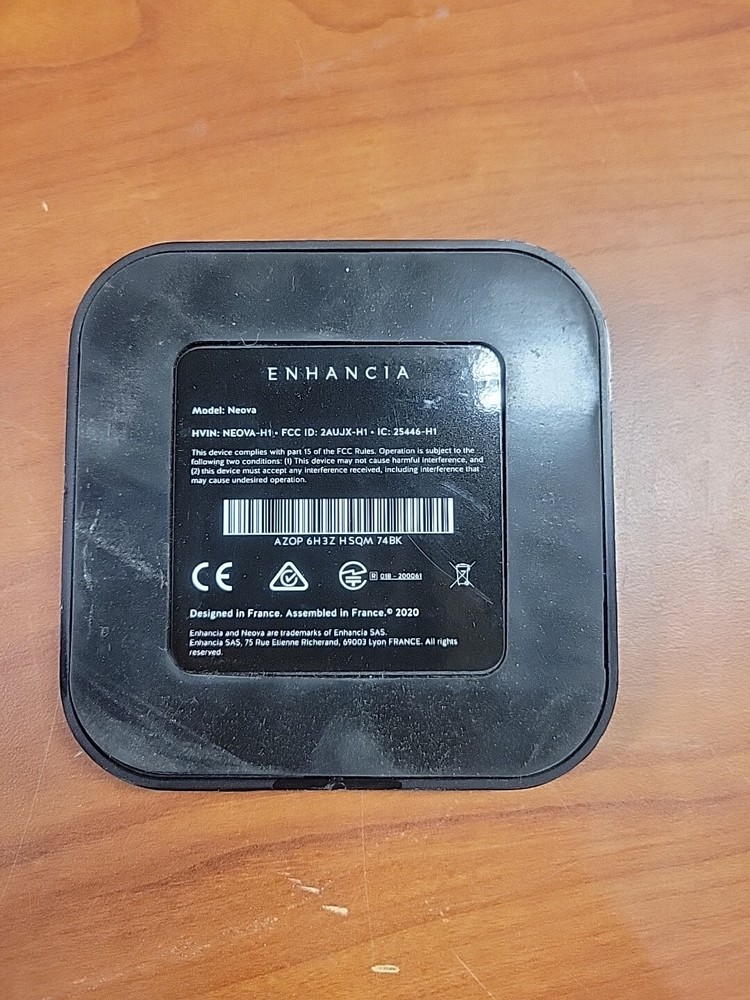 ENHANCIA
Model: Neova
HVIN: NEOVA-H1 • FCC ID: 2AUJX-H1 • IC: 25446-H1
This device complies with part 15 of the FCC Rules. Operation is subject to the
following two conditions: (1) This device may not cause harmful interference, and
(2) this device must accept any interference received, including interference that
may cause undesired operation.
AZOP 6H3Z HSQM 74BK
CE R 018 - 200061
Designed in France. Assembled in France.© 2020
Enhancia and Neova are trademarks of Enhancia SAS.
Enhancia SAS, 75 Rue Etienne Richerand, 69003 Lyon FRANCE. All rights
reserved.